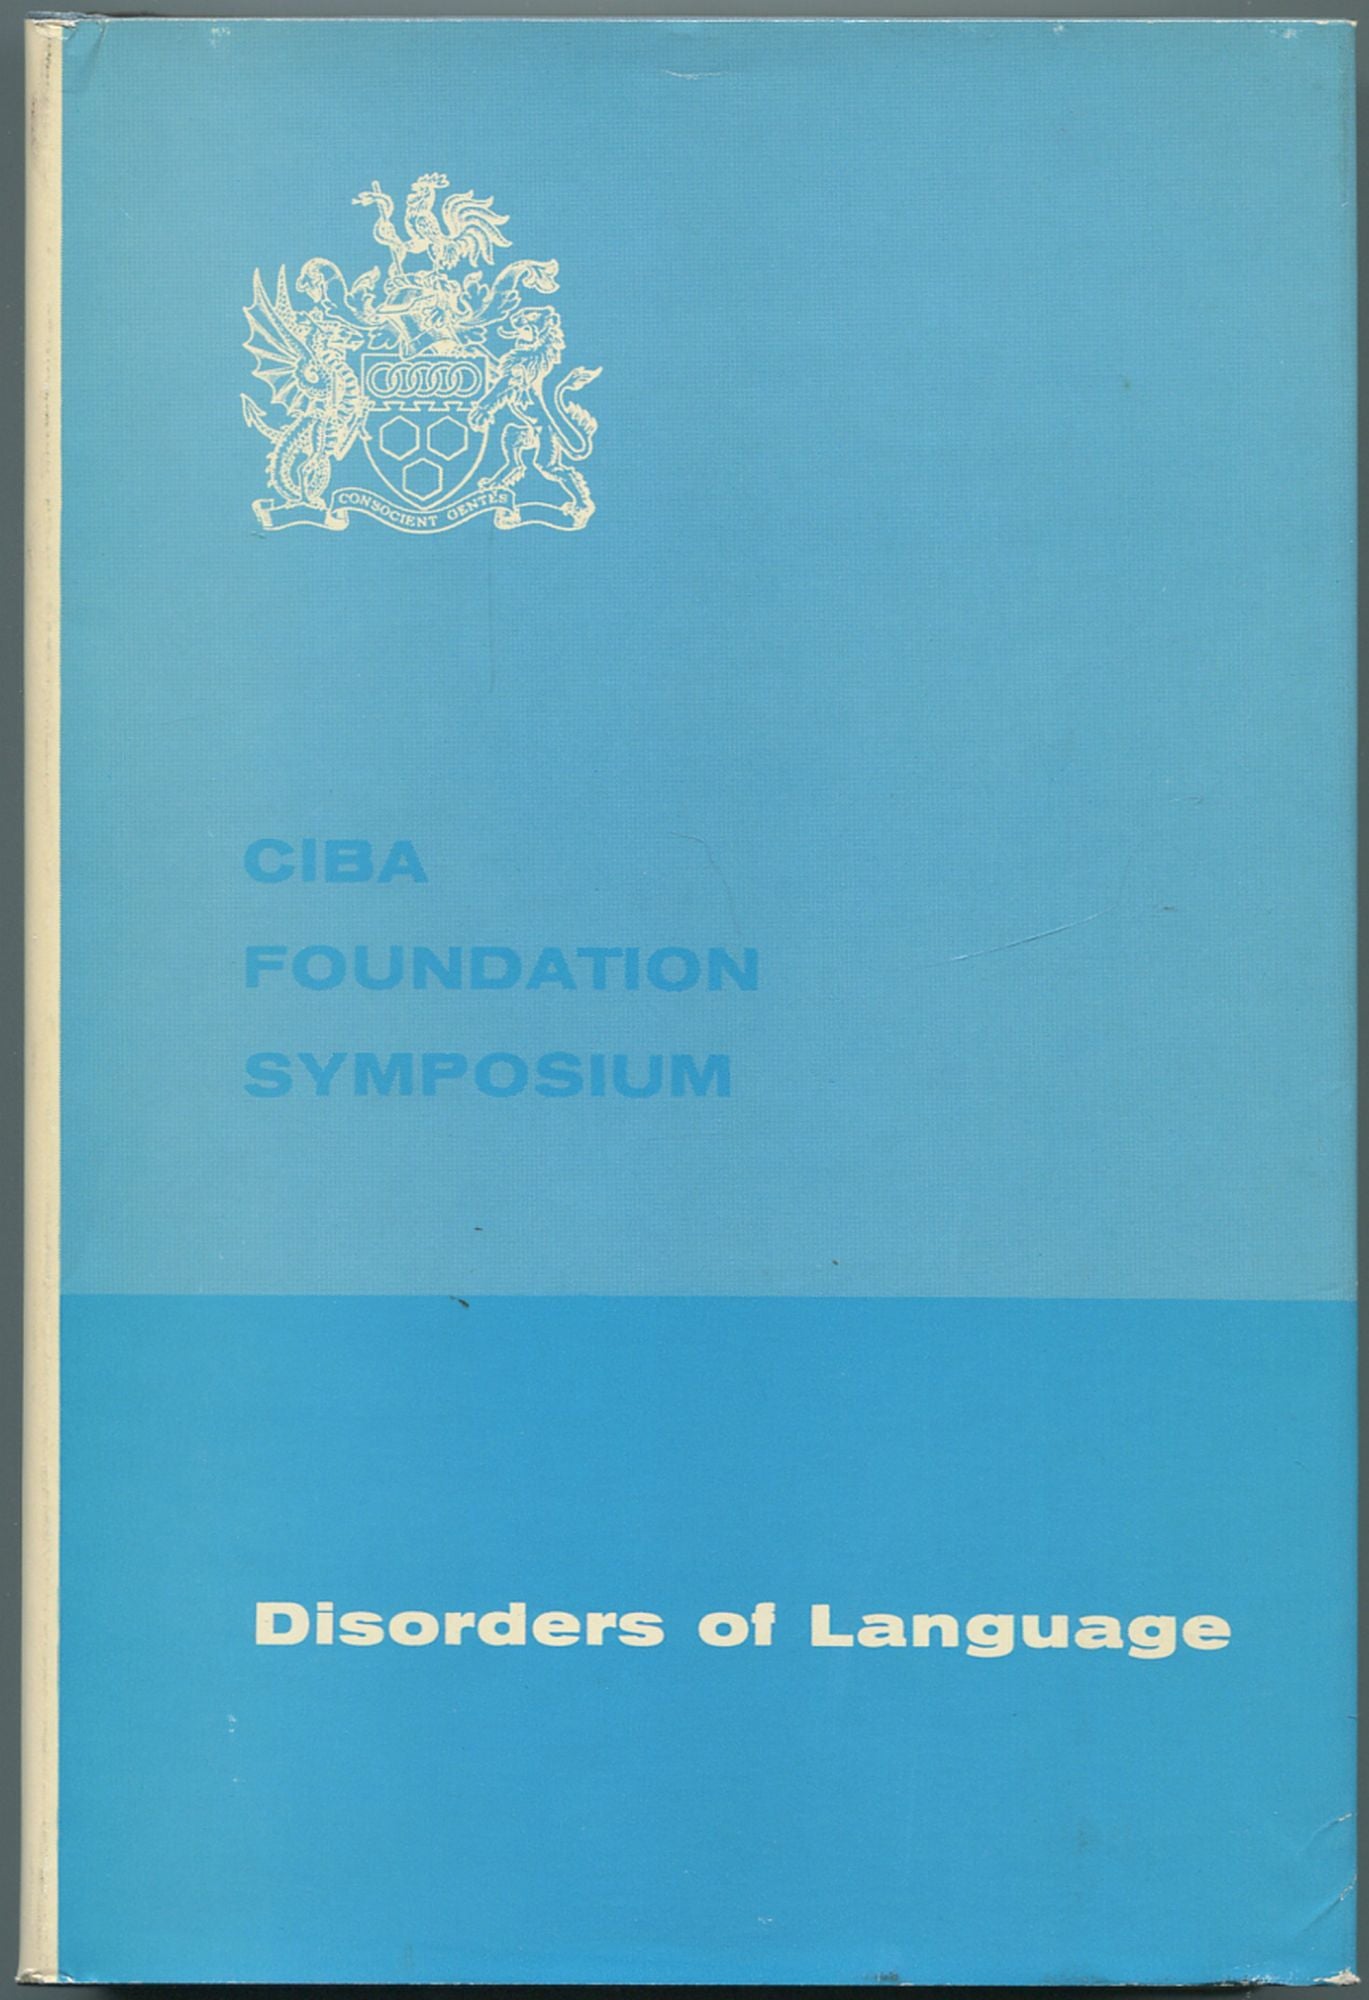 CONSOCIENT GENTES
CIBA
FOUNDATION
SYMPOSIUM
Disorders of Language